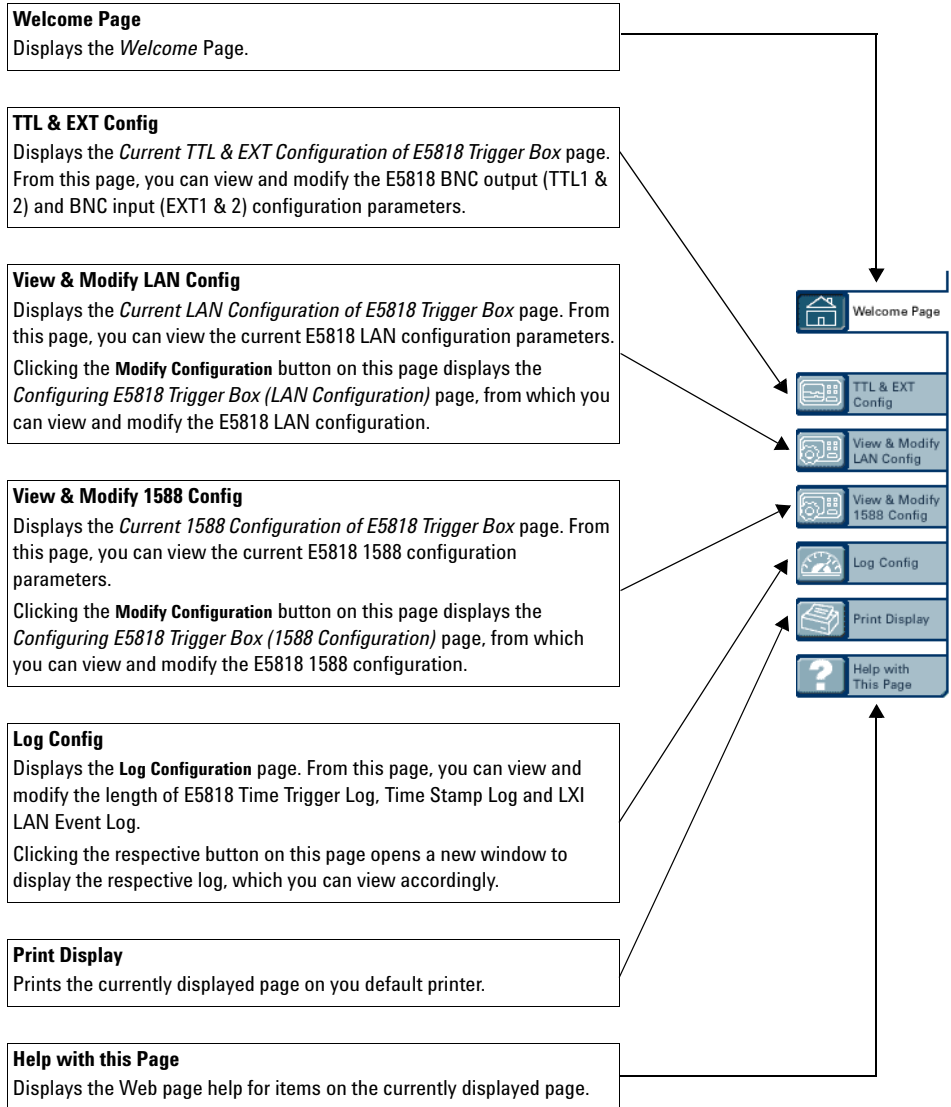 Welcome Page
Displays the Welcome Page.
TTL & EXT Config
Displays the Current TTL & EXT Configuration of E5818 Trigger Box page.
From this page, you can view and modify the E5818 BNC output (TTL1 &
2) and BNC input (EXT1 & 2) configuration parameters.
View & Modify LAN Config
Displays the Current LAN Configuration of E5818 Trigger Box page. From
this page, you can view the current E5818 LAN configuration parameters.
Clicking the Modify Configuration button on this page displays the
Configuring E5818 Trigger Box (LAN Configuration) page, from which you
can view and modify the E5818 LAN configuration.
View & Modify 1588 Config
Displays the Current 1588 Configuration of E5818 Trigger Box page. From
this page, you can view the current E5818 1588 configuration
parameters.
Clicking the Modify Configuration button on this page displays the
Configuring E5818 Trigger Box (1588 Configuration) page, from which
you can view and modify the E5818 1588 configuration.
Log Config
Displays the Log Configuration page. From this page, you can view and
modify the length of E5818 Time Trigger Log, Time Stamp Log and LXI
LAN Event Log.
Clicking the respective button on this page opens a new window to
display the respective log, which you can view accordingly.
Print Display
Prints the currently displayed page on you default printer.
Help with this Page
Displays the Web page help for items on the currently displayed page.
Welcome Page
TTL & EXT
Config
View & Modify
LAN Config
View & Modify
1588 Config
Log Config
Print Display
?
Help with
This Page